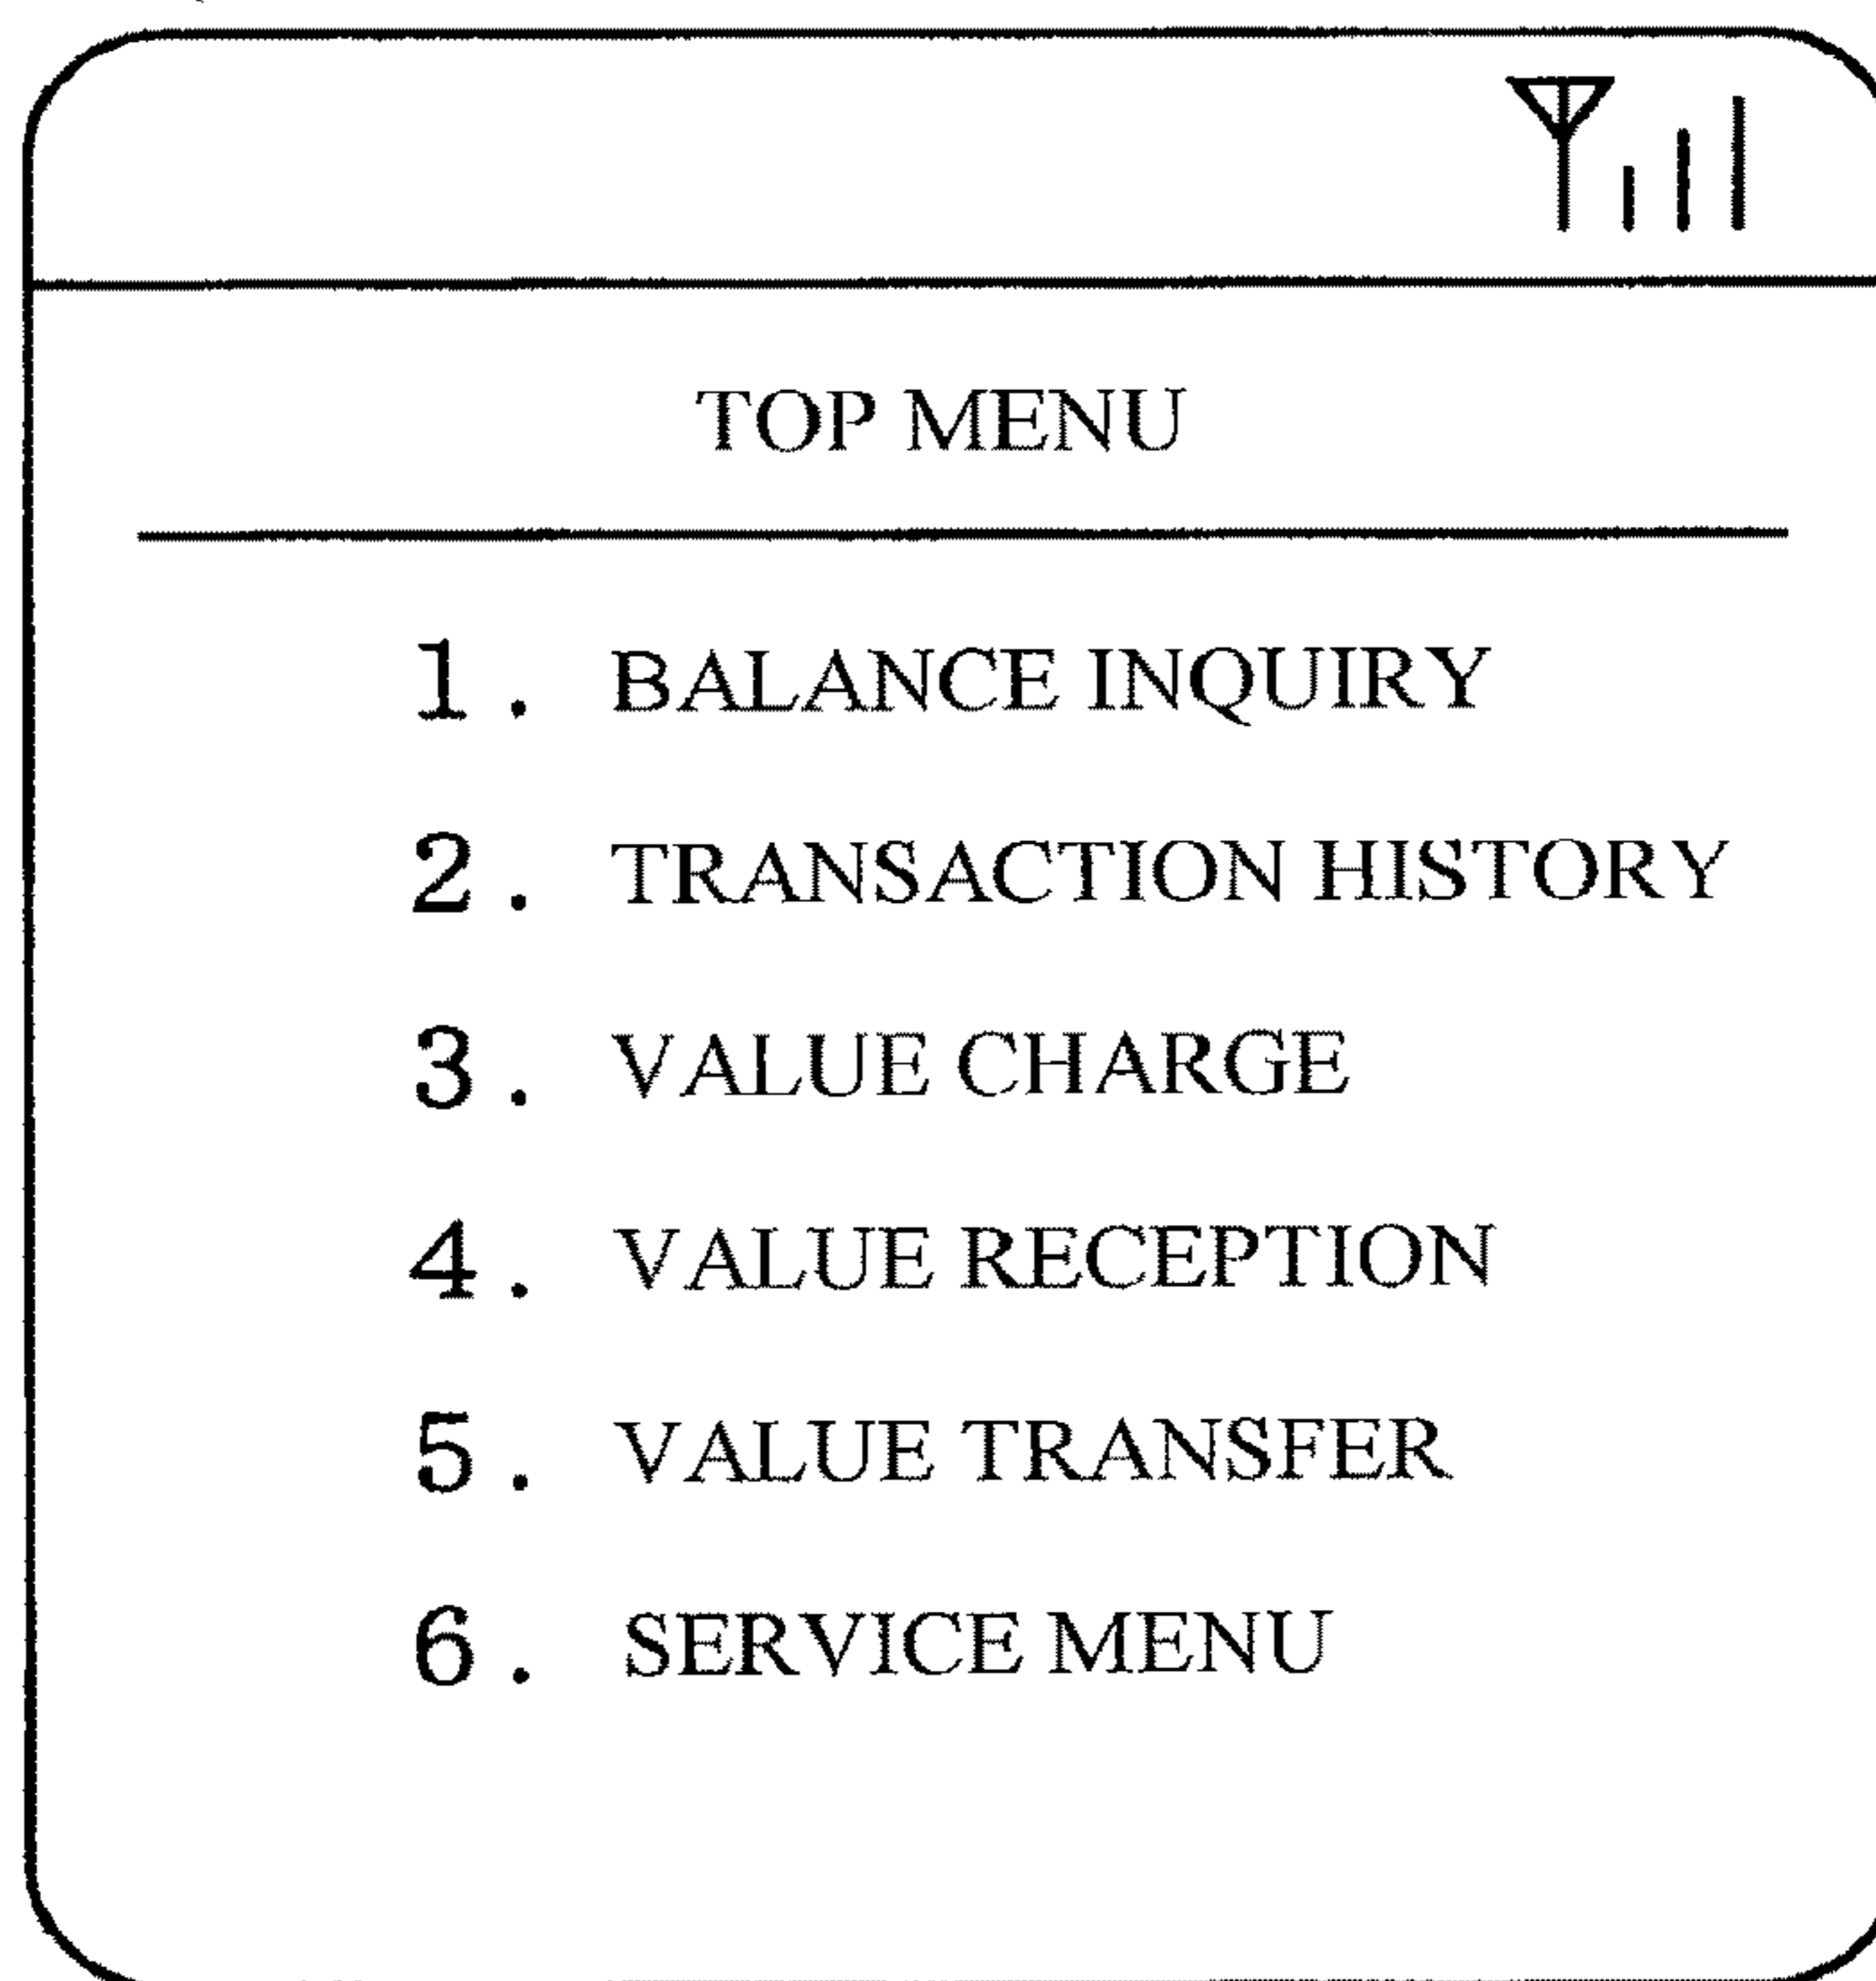 TOP MENU
1. BALANCE INQUIRY
2. TRANSACTION HISTORY
3. VALUE CHARGE
4. VALUE RECEPTION
5. VALUE TRANSFER
6. SERVICE MENU